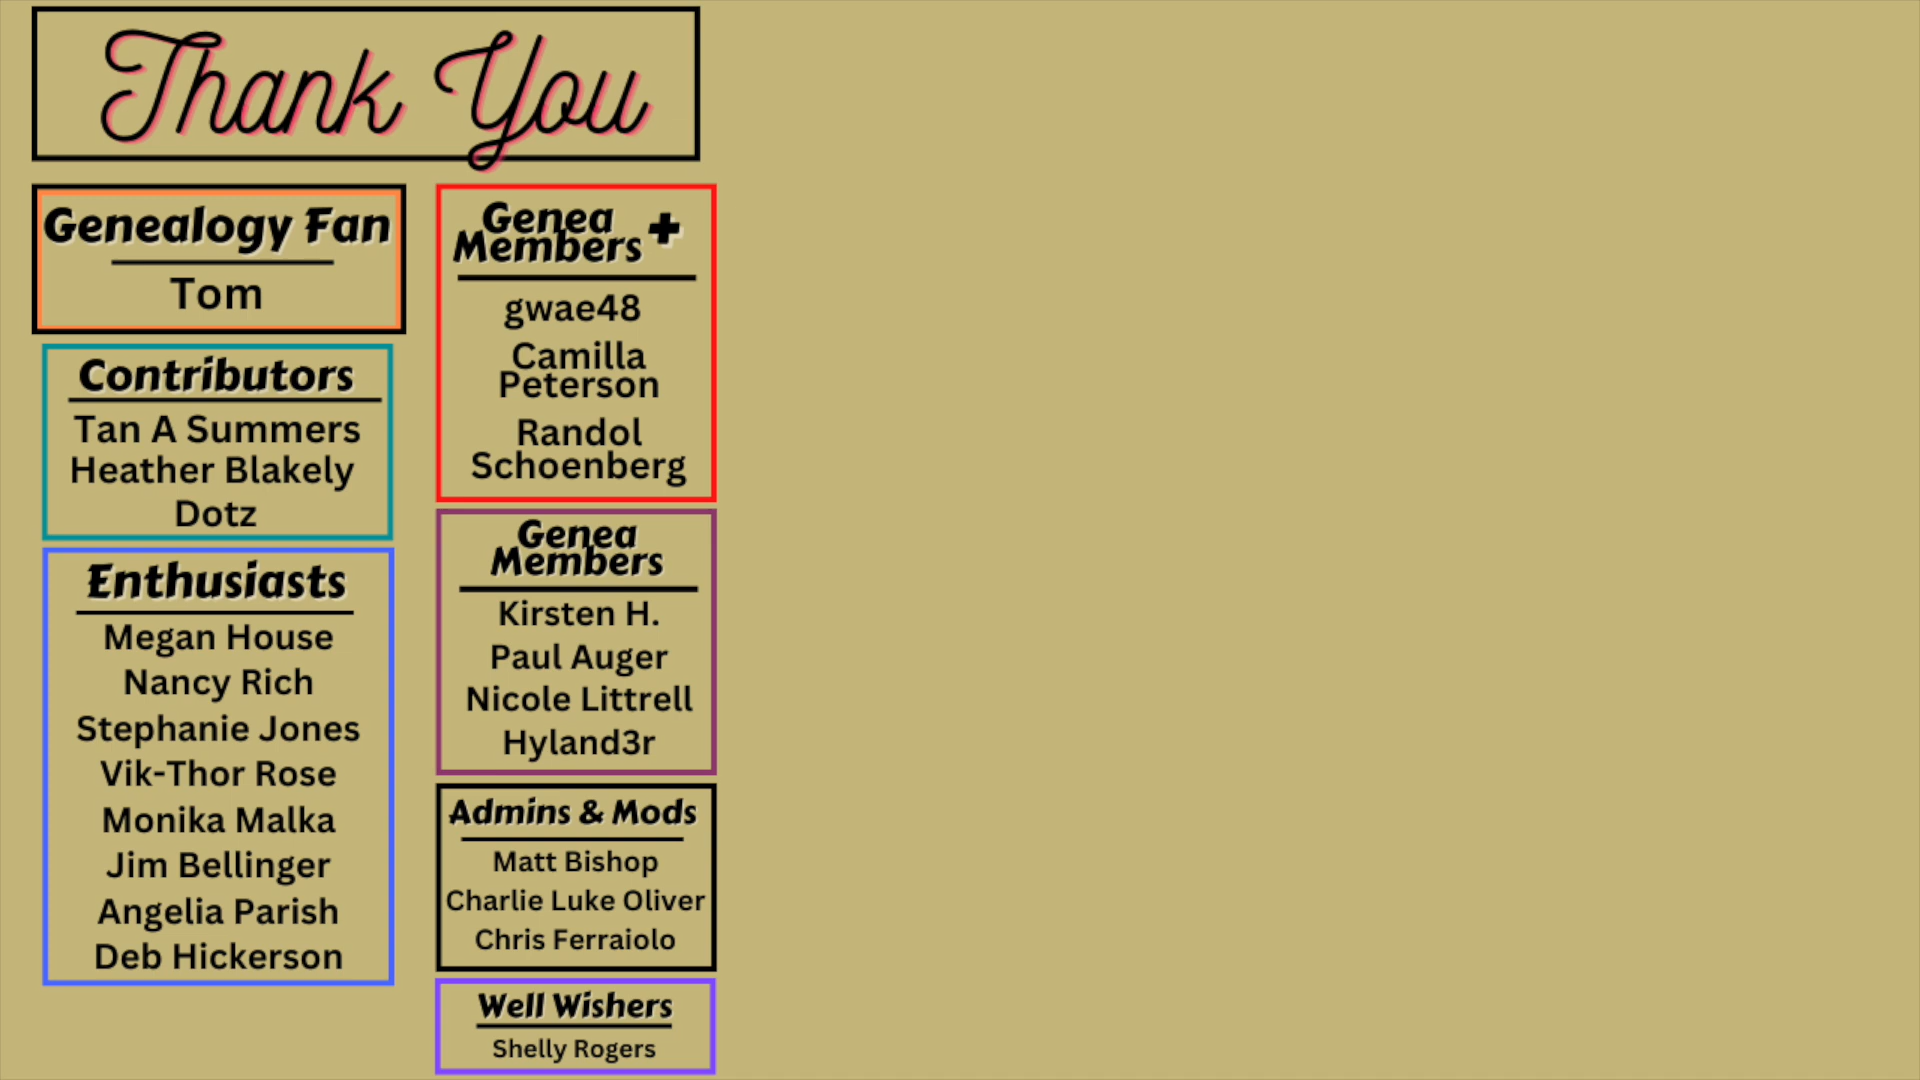 Thank You
Genealogy Fan
Tom
Contributors
Tan A Summers
Heather Blakely
Dotz
Enthusiasts
Megan House
Nancy Rich
Stephanie Jones
Vik-Thor Rose
Monika Malka
Jim Bellinger
Angelia Parish
Deb Hickerson
Genea
Members +
gwae48
Camilla
Peterson
Randol
Schoenberg
Genea
Members
Kirsten H.
Paul Auger
Nicole Littrell
Hyland3r
Admins & Mods
Matt Bishop
Charlie Luke Oliver
Chris Ferraiolo
Well Wishers
Shelly Rogers